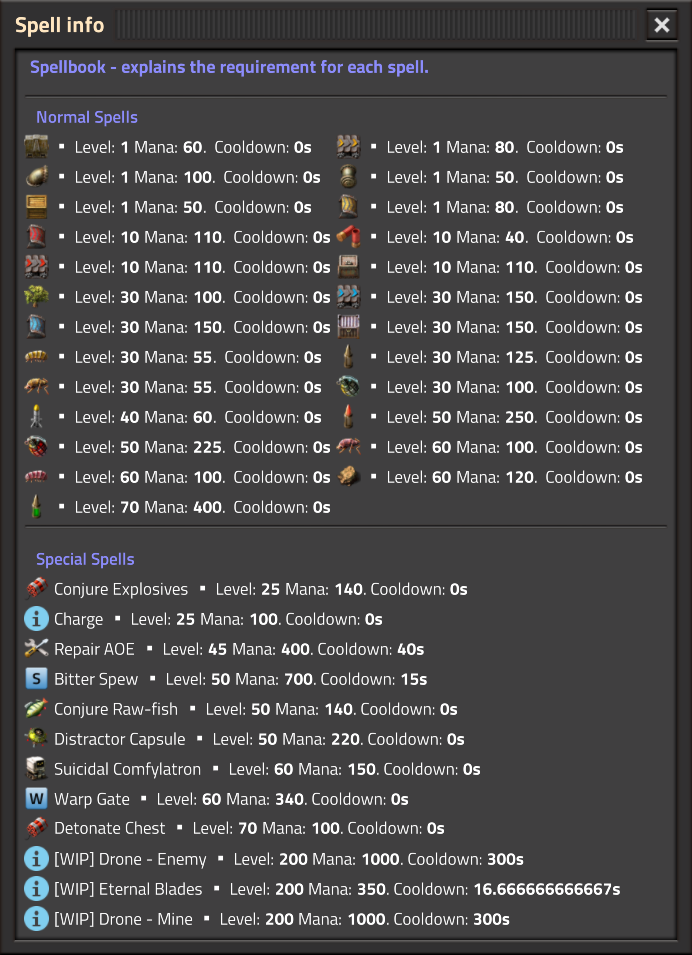 Spell info
Spellbook - explains the requirement for each spell.
Normal Spells
▪ Level: 1 Mana: 60. Cooldown: 0s ▪ Level: 1 Mana: 80. Cooldown: 0s
▪ Level: 1 Mana: 100. Cooldown: 0s ▪ Level: 1 Mana: 50. Cooldown: 0s
▪ Level: 1 Mana: 50. Cooldown: 0s ▪ Level: 1 Mana: 80. Cooldown: 0s
▪ Level: 10 Mana: 110. Cooldown: 0s ▪ Level: 10 Mana: 40. Cooldown: 0s
▪ Level: 10 Mana: 110. Cooldown: 0s ▪ Level: 10 Mana: 110. Cooldown: 0s
▪ Level: 30 Mana: 100. Cooldown: 0s ▪ Level: 30 Mana: 150. Cooldown: 0s
▪ Level: 30 Mana: 150. Cooldown: 0s ▪ Level: 30 Mana: 150. Cooldown: 0s
▪ Level: 30 Mana: 55. Cooldown: 0s ▪ Level: 30 Mana: 125. Cooldown: 0s
▪ Level: 30 Mana: 55. Cooldown: 0s ▪ Level: 30 Mana: 100. Cooldown: 0s
▪ Level: 40 Mana: 60. Cooldown: 0s ▪ Level: 50 Mana: 250. Cooldown: 0s
▪ Level: 50 Mana: 225. Cooldown: 0s ▪ Level: 60 Mana: 100. Cooldown: 0s
▪ Level: 60 Mana: 100. Cooldown: 0s ▪ Level: 60 Mana: 120. Cooldown: 0s
▪ Level: 70 Mana: 400. Cooldown: 0s
Special Spells
Conjure Explosives ▪ Level: 25 Mana: 140. Cooldown: 0s
i Charge ▪ Level: 25 Mana: 100. Cooldown: 0s
Repair AOE ▪ Level: 45 Mana: 400. Cooldown: 40s
S Bitter Spew ▪ Level: 50 Mana: 700. Cooldown: 15s
Conjure Raw-fish ▪ Level: 50 Mana: 140. Cooldown: 0s
Distractor Capsule ▪ Level: 50 Mana: 220. Cooldown: 0s
Suicidal Comfylatron ▪ Level: 60 Mana: 150. Cooldown: 0s
W Warp Gate ▪ Level: 60 Mana: 340. Cooldown: 0s
Detonate Chest ▪ Level: 70 Mana: 100. Cooldown: 0s
i [WIP] Drone - Enemy ▪ Level: 200 Mana: 1000. Cooldown: 300s
i [WIP] Eternal Blades ▪ Level: 200 Mana: 350. Cooldown: 16.666666666667s
i [WIP] Drone - Mine ▪ Level: 200 Mana: 1000. Cooldown: 300s